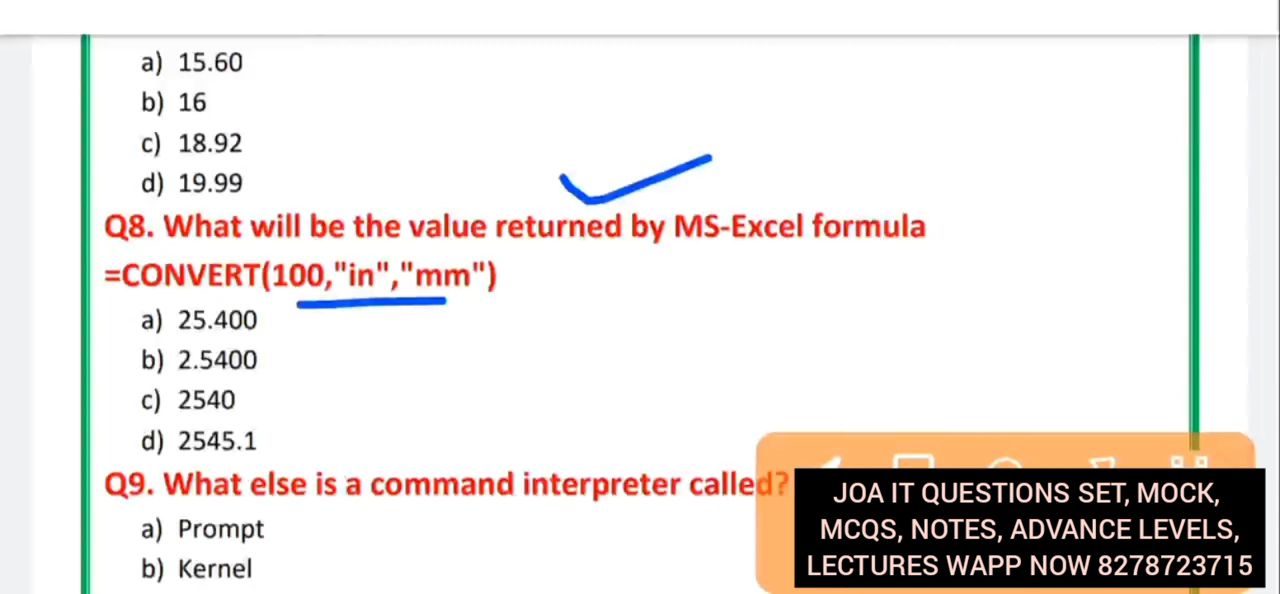 a) 15.60
b) 16
c) 18.92
d) 19.99
Q8. What will be the value returned by MS-Excel formula
=CONVERT(100,"in","mm")
a) 25.400
b) 2.5400
c) 2540
d) 2545.1
Q9. What else is a command interpreter called?
a) Prompt
b) Kernel
JOA IT QUESTIONS SET, MOCK,
MCQS, NOTES, ADVANCE LEVELS,
LECTURES WAPP NOW 8278723715